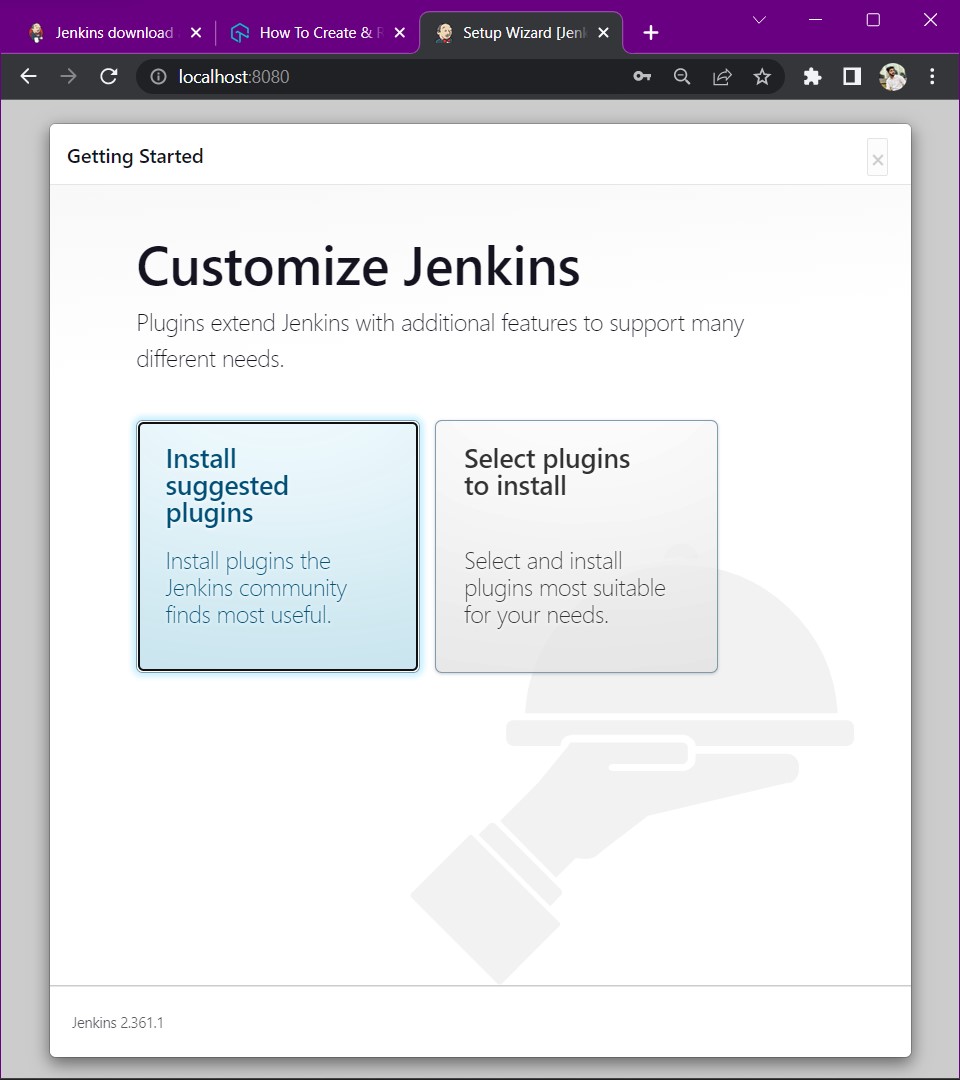 Jenkins download
How To Create & R
Setup Wizard [Jenk
localhost:8080
Getting Started
Customize Jenkins
Plugins extend Jenkins with additional features to support many
different needs.
Install
suggested
plugins
Install plugins the
Jenkins community
finds most useful.
Select plugins
to install
Select and install
plugins most suitable
for your needs.
Jenkins 2.361.1